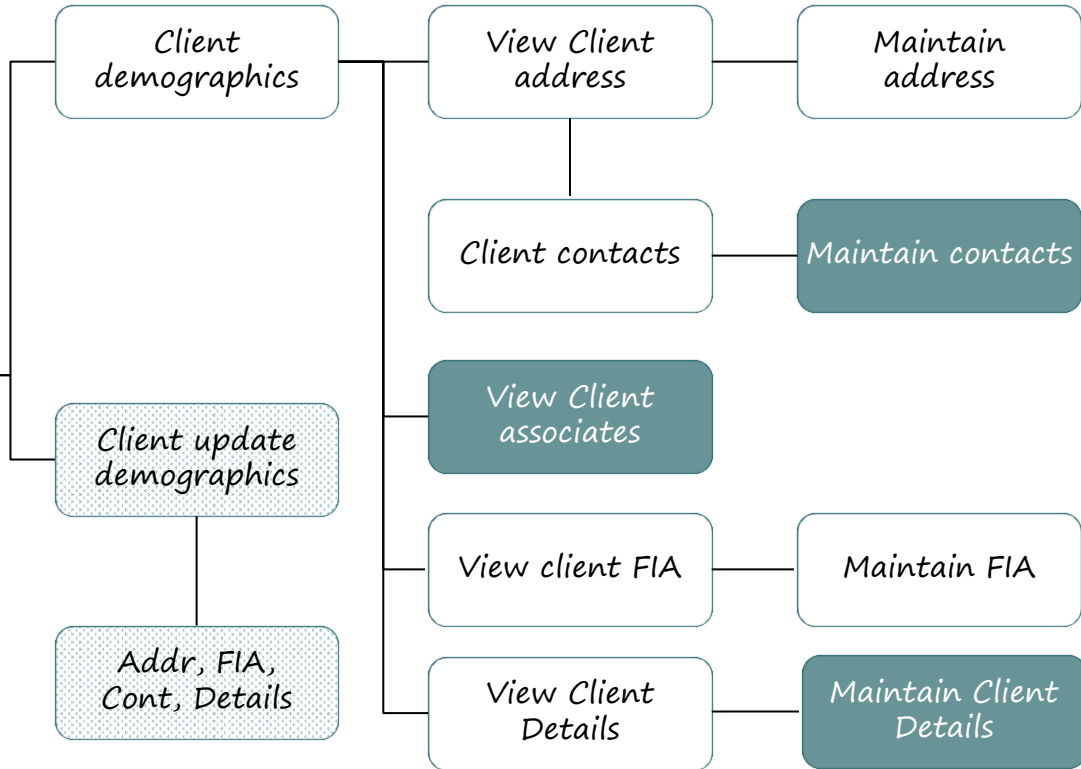 Client
demographics
View Client
address
Maintain
address
Client contacts
Maintain contacts
View Client
associates
Client update
demographics
View client FIA
Maintain FIA
Addr, FIA,
Cont, Details
View Client
Details
Maintain Client
Details